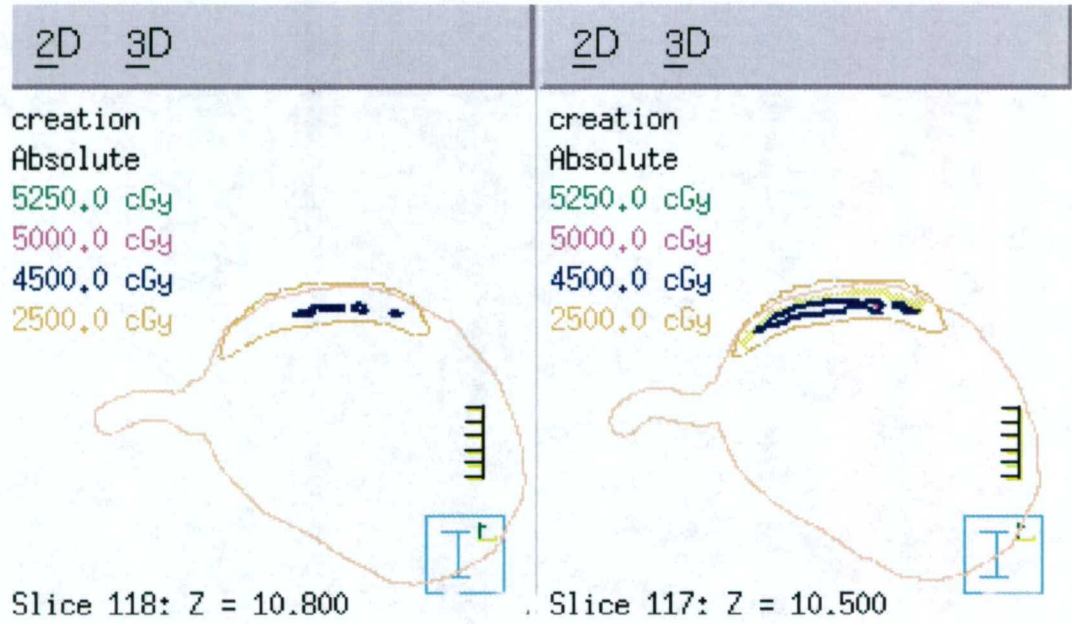 2D 3D
creation
Absolute
5250.0 cGy
5000.0 cGy
4500.0 cGy
2500.0 cGy
Slice 118: Z = 10.800
2D 3D
creation
Absolute
5250.0 cGy
5000.0 cGy
4500.0 cGy
2500.0 cGy
Slice 117: Z = 10.500